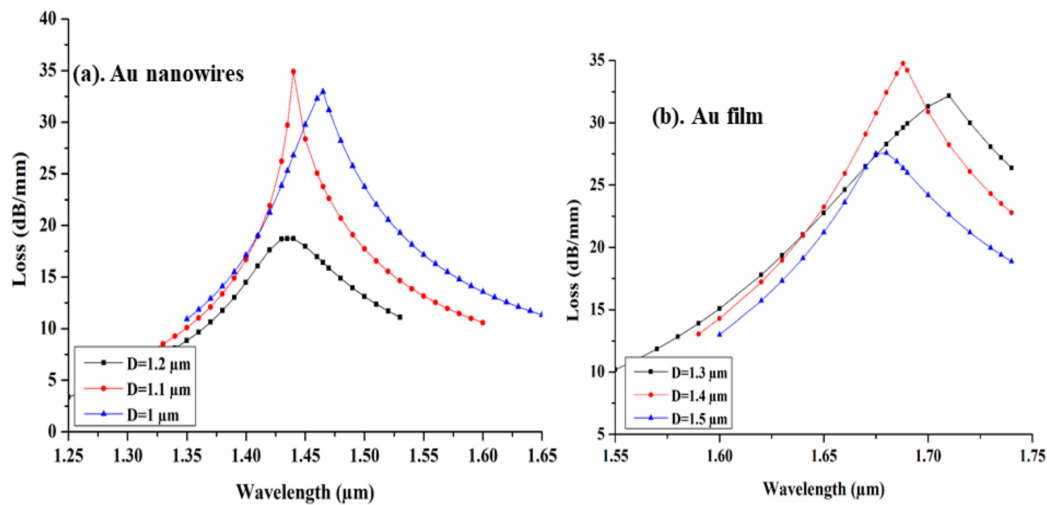 (a). Au nanowires
Loss (dB/mm)
40
35
30
25
20
15
10
5
0
D=1.2 µm
D=1.1 µm
D=1 µm
1.25 1.30 1.35 1.40 1.45 1.50 1.55 1.60 1.65
Wavelength (µm)
(b). Au film
Loss (dB/mm)
35
30
25
20
15
10
5
D=1.3 µm
D=1.4 µm
D=1.5 µm
1.55 1.60 1.65 1.70 1.75
Wavelength (µm)